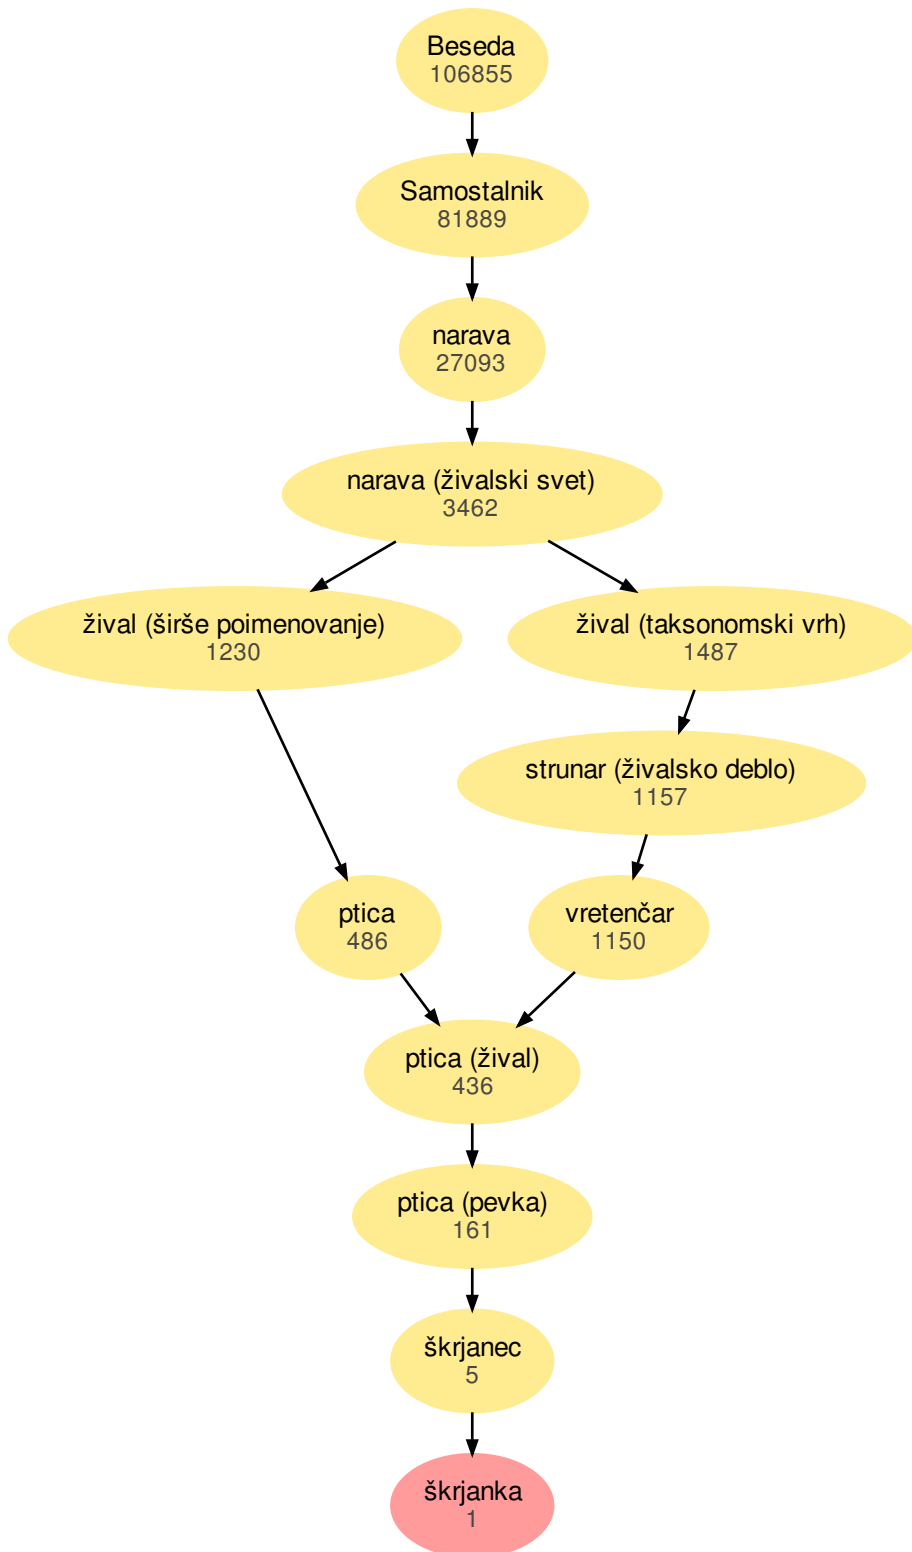 Beseda
106855
Samostalnik
81889
narava
27093
narava (živalski svet)
3462
žival (širše poimenovanje)
1230
žival (taksonomski vrh)
1487
strunar (živalsko deblo)
1157
ptica
486
vretenčar
1150
ptica (žival)
436
ptica (pevka)
161
škrjanec
5
škrjanka
1